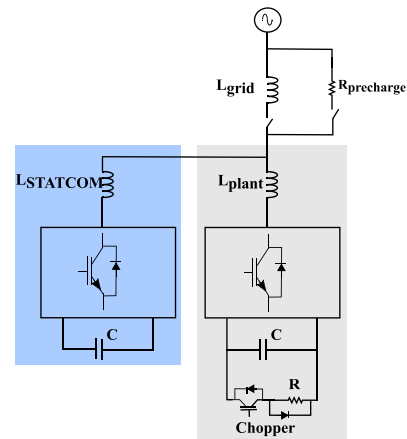 Lgrid
Rprecharge
LSTATCOM
Lplant
C
C
R
Chopper